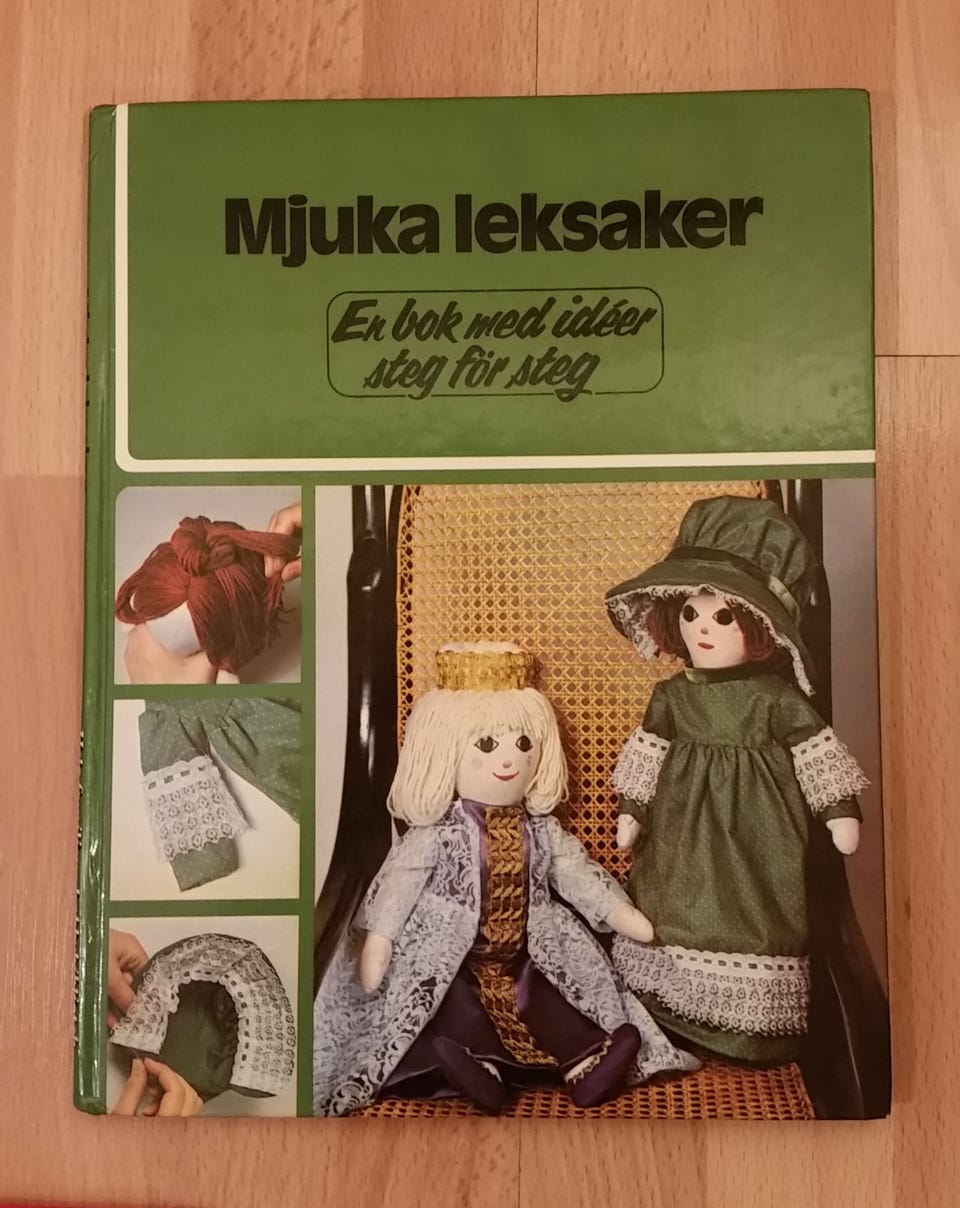 Mjuka leksaker
En bok med idéer
steg för steg